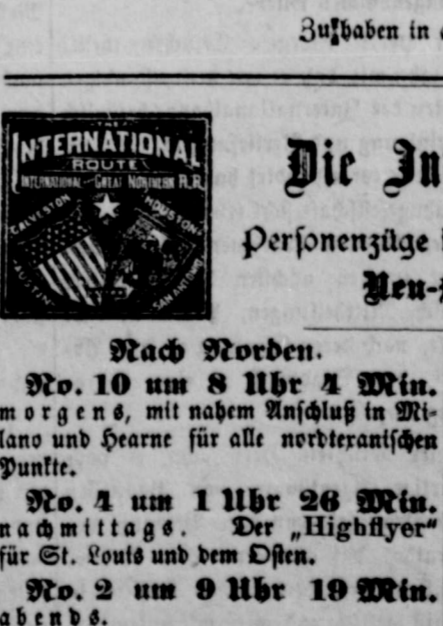 Zu haben in
INTERNATIONAL
ROUTE
INTERNATIONAL & GREAT NORTHERN R.R.
GALVESTON
HOUSTON
AUSTIN
SAN ANTONIO
Die In
Personenzüge
Neu-
Nach Norden.
No. 10 um 8 Uhr 4 Min.
morgens, mit nahem Anschluß in Mi-
lano und Hearne für alle nordteranischen
Punkte.
No. 4 um 1 Uhr 26 Min.
nachmittags. Der „Highflyer"
für St. Louis und dem Osten.
No. 2 um 9 Uhr 19 Min.
abends.